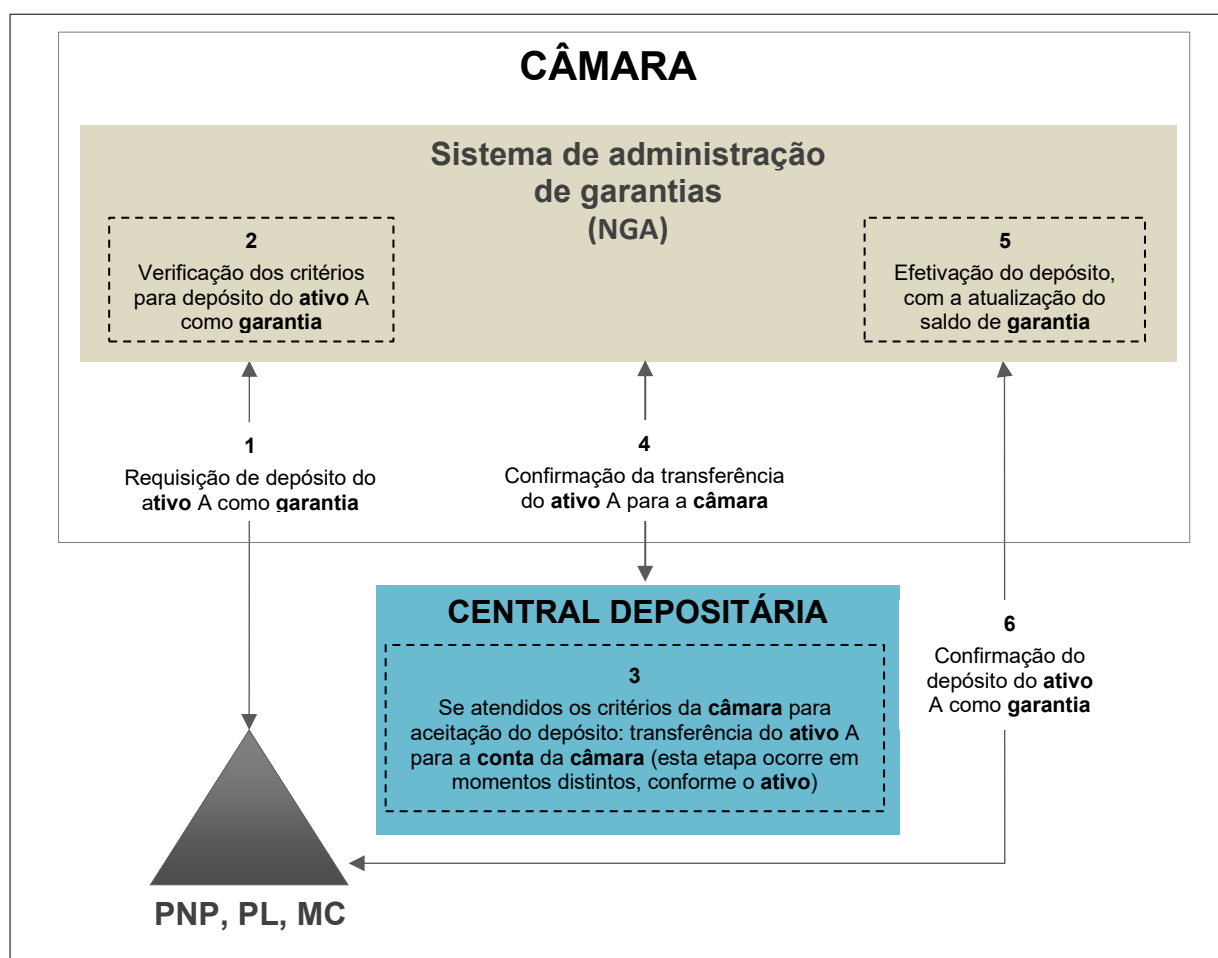 CÂMARA
Sistema de administração
de garantias
(NGA)
2
Verificação dos critérios
para depósito do ativo A
como garantia
5
Efetivação do depósito,
com a atualização do
saldo de garantia
1
Requisição de depósito do
ativo A como garantia
4
Confirmação da transferência
do ativo A para a câmara
CENTRAL DEPOSITÁRIA
3
Se atendidos os critérios da câmara para
aceitação do depósito: transferência do ativo A
para a conta da câmara (esta etapa ocorre em
momentos distintos, conforme o ativo)
6
Confirmação do
depósito do ativo
A como garantia
PNP, PL, MC